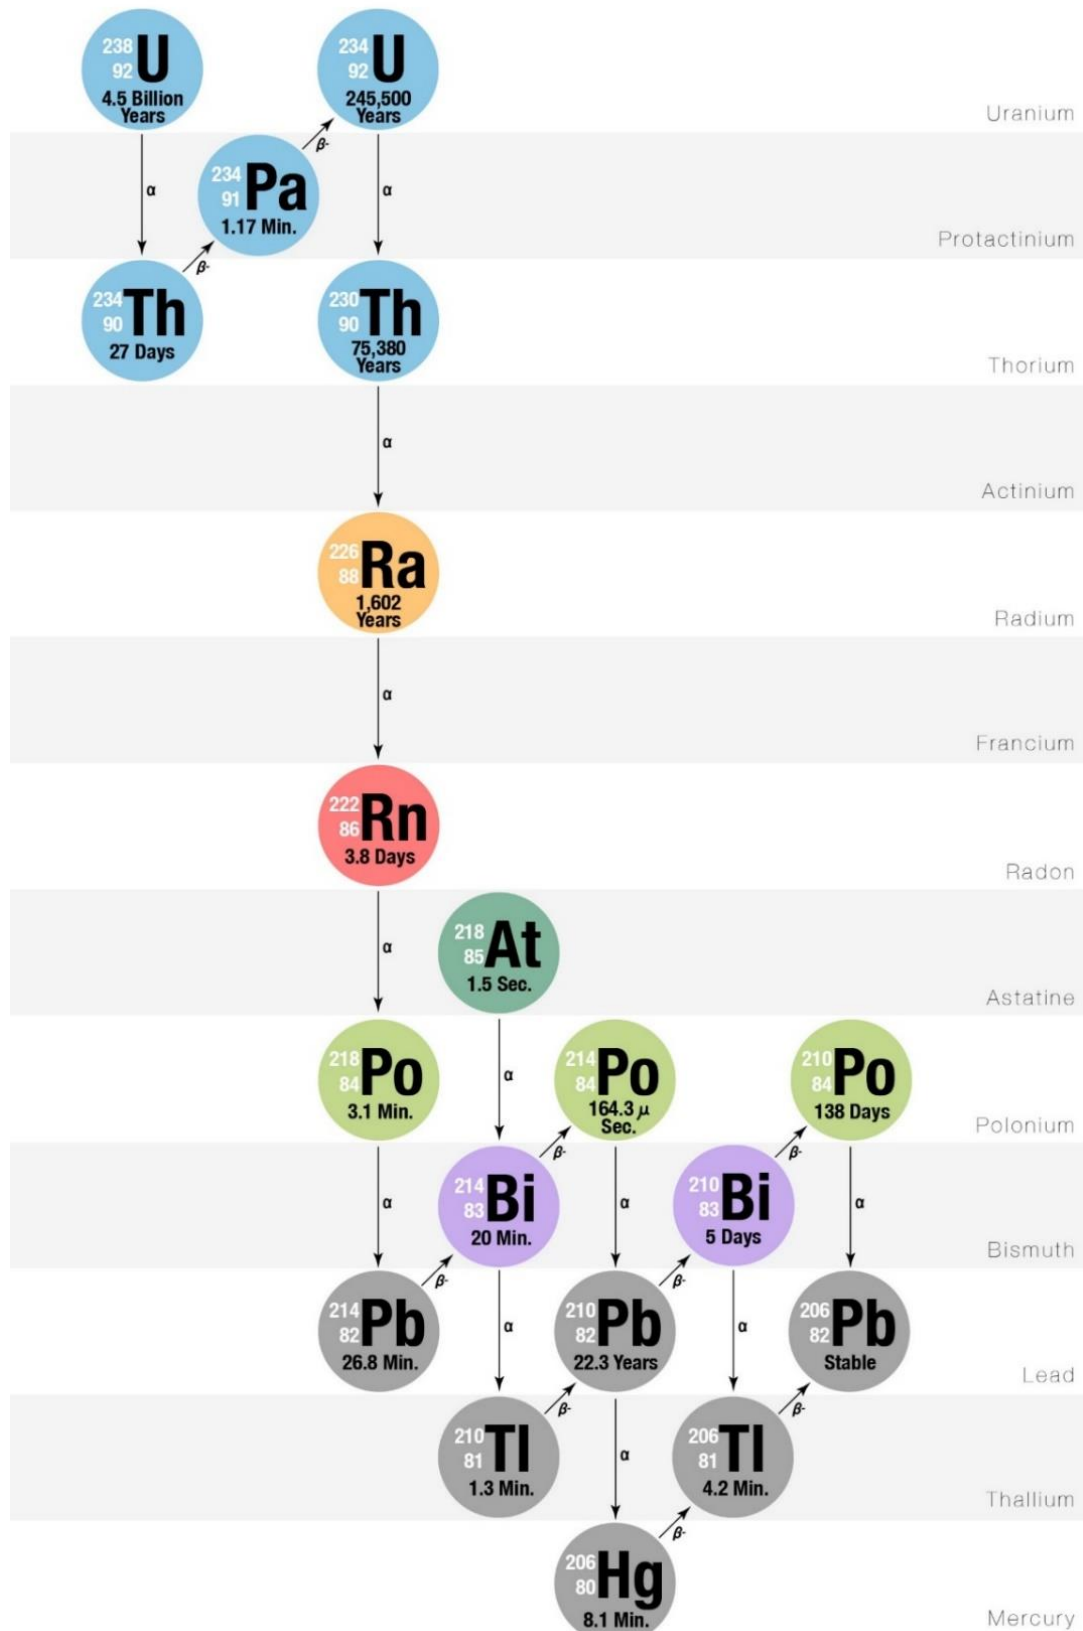 238
92 U
4.5 Billion
Years
234
92 U
245,500
Years
Uranium
β-
α
α
234
91 Pa
1.17 Min.
Protactinium
β-
234
90 Th
27 Days
230
90 Th
75,380
Years
Thorium
α
Actinium
226
88 Ra
1,602
Years
Radium
α
Francium
222
86 Rn
3.8 Days
Radon
α
218
85 At
1.5 Sec.
Astatine
218
84 Po
3.1 Min.
α
214
84 Po
164.3 μ
Sec.
210
84 Po
138 Days
Polonium
β-
β-
α
214
83 Bi
20 Min.
α
210
83 Bi
5 Days
α
Bismuth
β-
β-
214
82 Pb
26.8 Min.
α
210
82 Pb
22.3 Years
α
206
82 Pb
Stable
Lead
β-
β-
210
81 Tl
1.3 Min.
α
206
81 Tl
4.2 Min.
Thallium
β-
206
80 Hg
8.1 Min.
Mercury